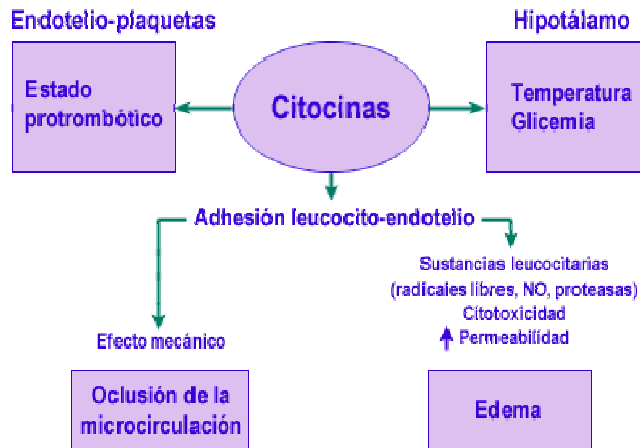 Endotelio-plaquetas
Hipotálamo
Estado
protrombótico
Citocinas
Temperatura
Glicemia
Adhesión leucocito-endotelio
Sustancias leucocitarias
(radicales libres, NO, proteasas)
Citotoxicidad
Permeabilidad
Efecto mecánico
Oclusión de la
microcirculación
Edema